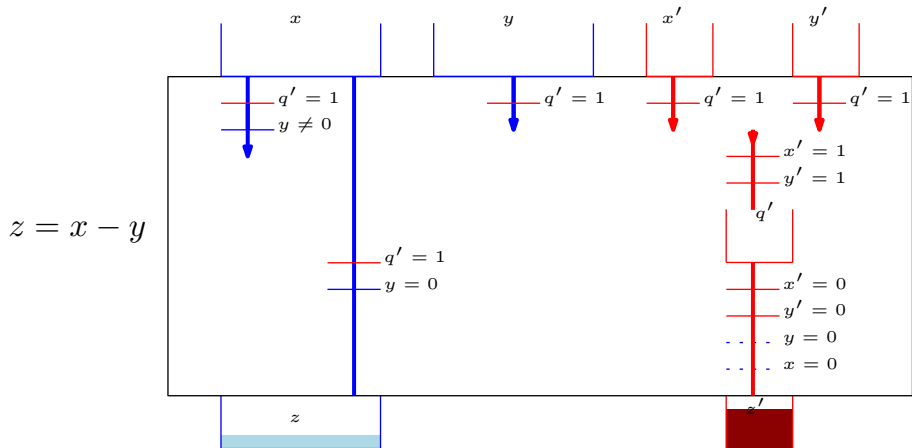 x y x′ y′
q′ = 1 q′ = 1 q′ = 1 q′ = 1
y ≠ 0
x′ = 1
y′ = 1
q′
z = x − y
q′ = 1
y = 0 x′ = 0
y′ = 0
y = 0
x = 0
z z′